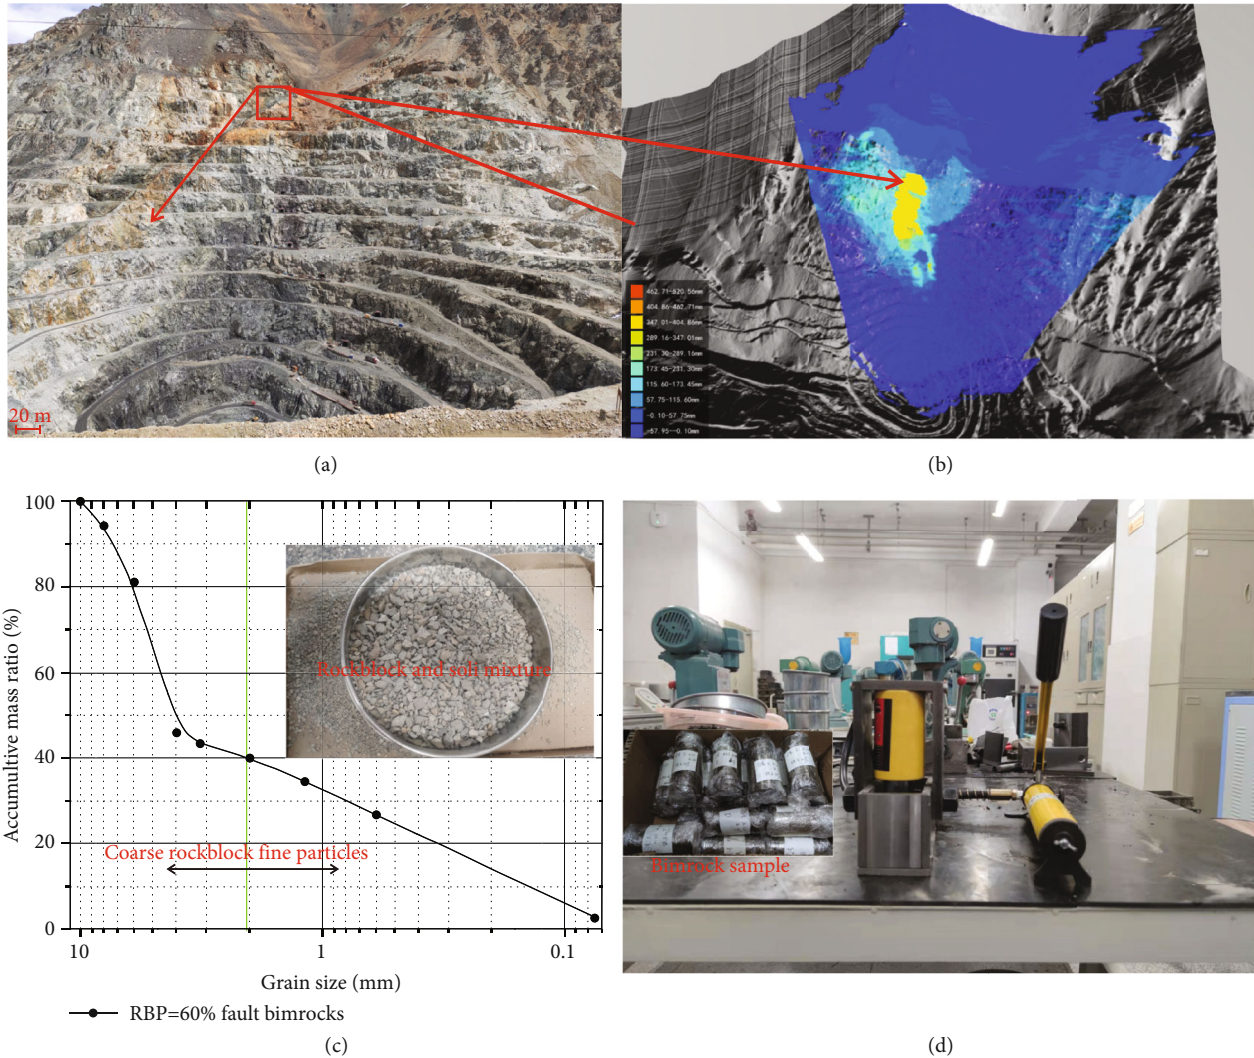 20 m
462.71-520.56mm
404.86-462.71mm
347.01-404.86mm
289.16-347.01mm
231.30-289.16mm
173.45-231.30mm
115.60-173.45mm
57.75-115.60mm
-0.10-57.75mm
-57.95--0.10mm
(a)
(b)
100
80
60
40
20
0
Accumultive mass ratio (%)
Rockblock and soli mixture
Coarse rockblock fine particles
10
1
0.1
Grain size (mm)
RBP=60% fault bimrocks
Bimrock sample
(c)
(d)